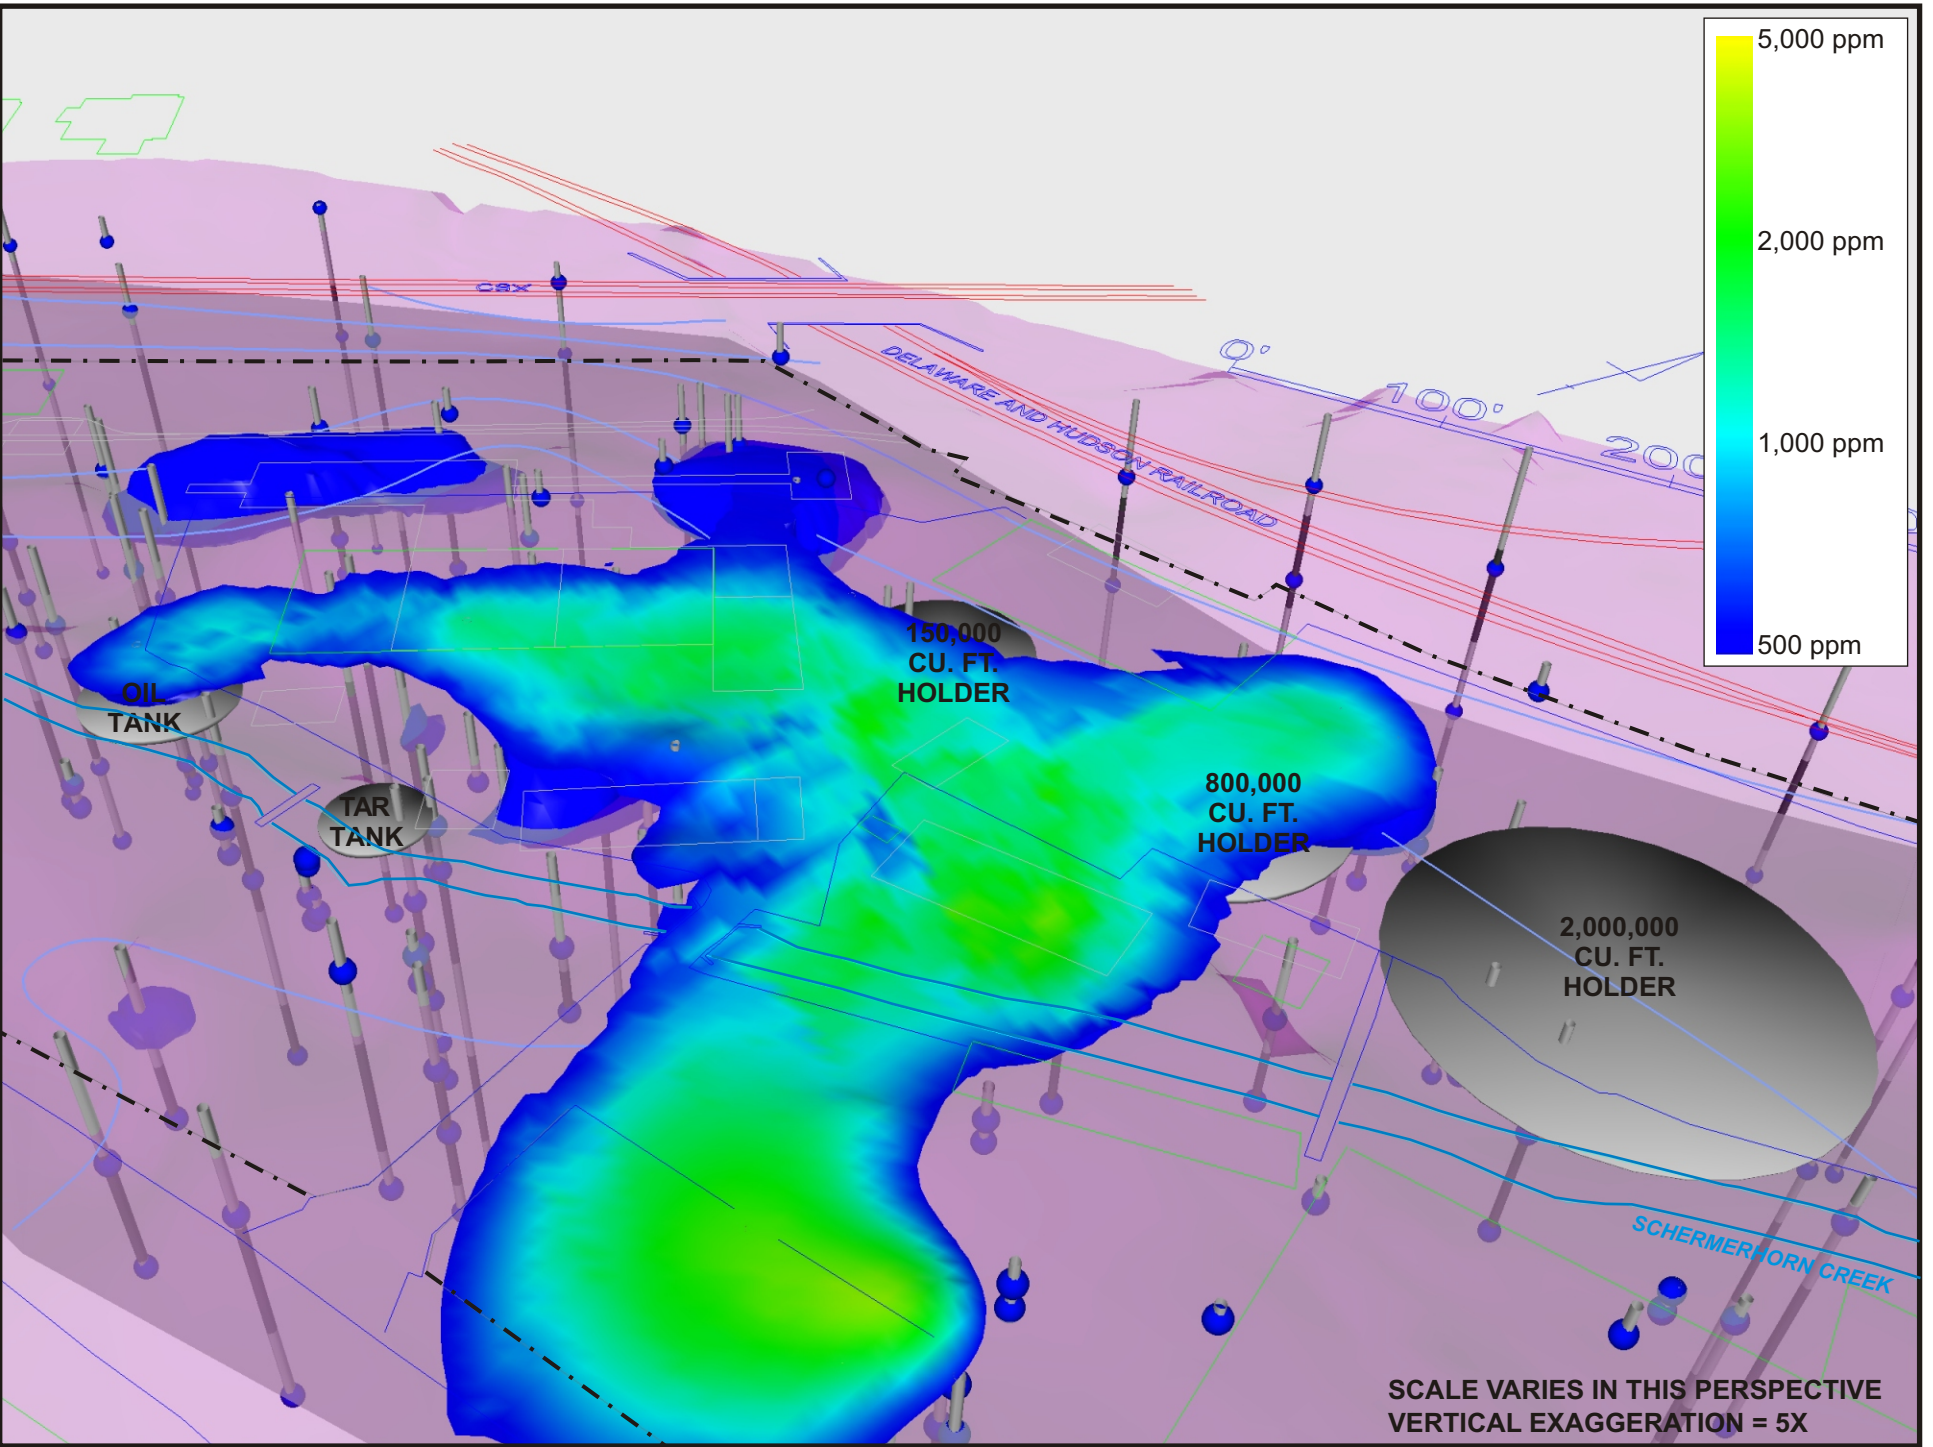 5,000 ppm
2,000 ppm
1,000 ppm
500 ppm
CSX
DELAWARE AND HUDSON RAILROAD
0'
100'
200
150,000
CU. FT.
HOLDER
OIL
TANK
TAR
TANK
800,000
CU. FT.
HOLDER
2,000,000
CU. FT.
HOLDER
SCHERMERHORN CREEK
SCALE VARIES IN THIS PERSPECTIVE
VERTICAL EXAGGERATION = 5X